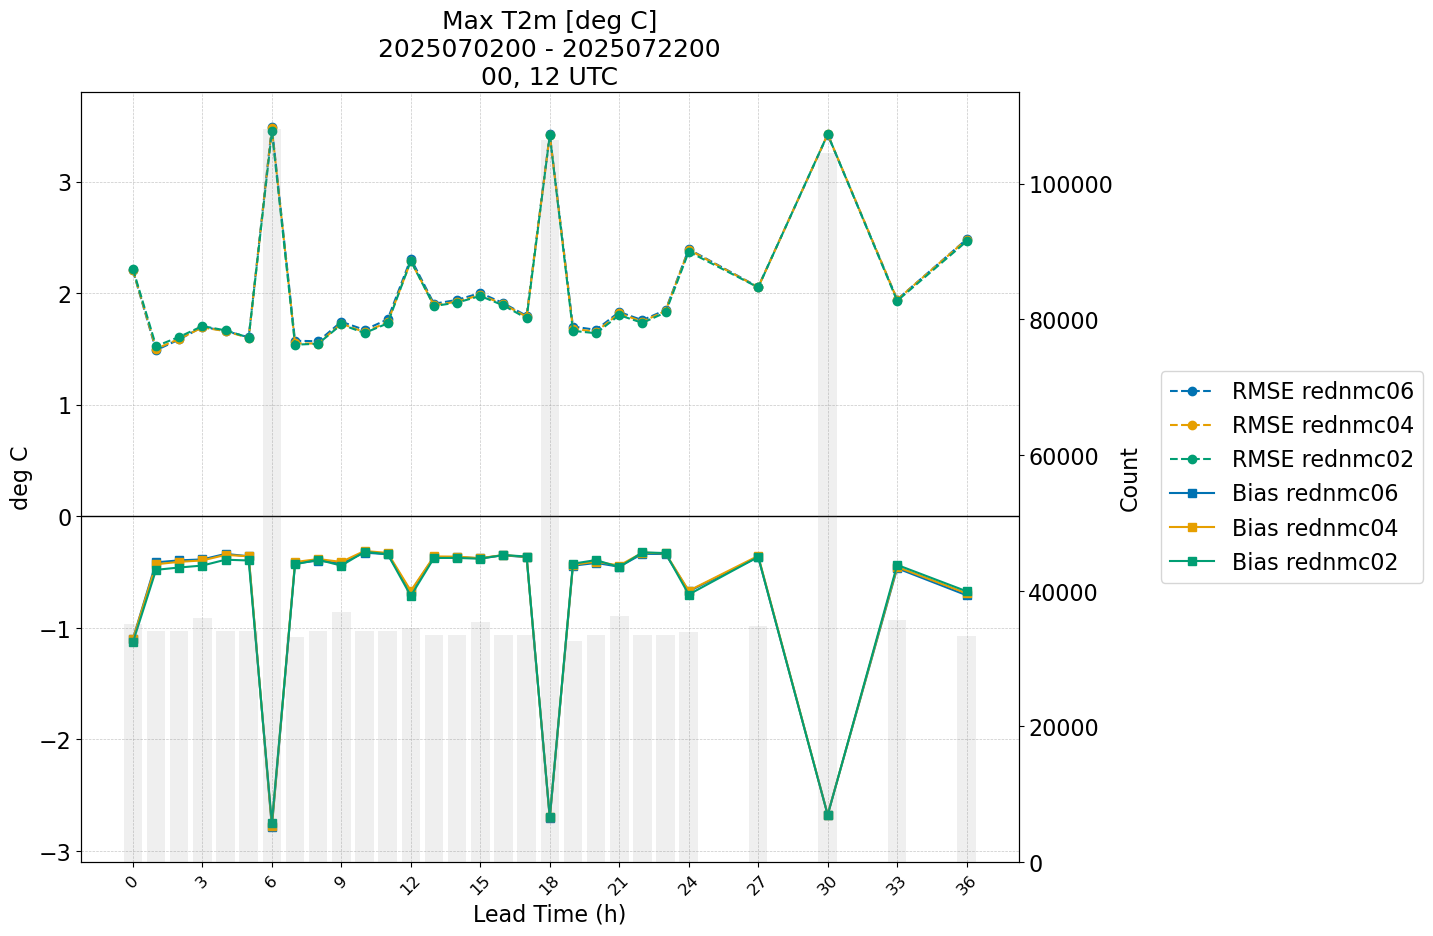 Max T2m [deg C]
2025070200 - 2025072200
00, 12 UTC
deg C
3
2
1
0
−1
−2
−3
100000
80000
60000
40000
20000
0
Count
0 3 6 9 12 15 18 21 24 27 30 33 36
Lead Time (h)
RMSE rednmc06
RMSE rednmc04
RMSE rednmc02
Bias rednmc06
Bias rednmc04
Bias rednmc02